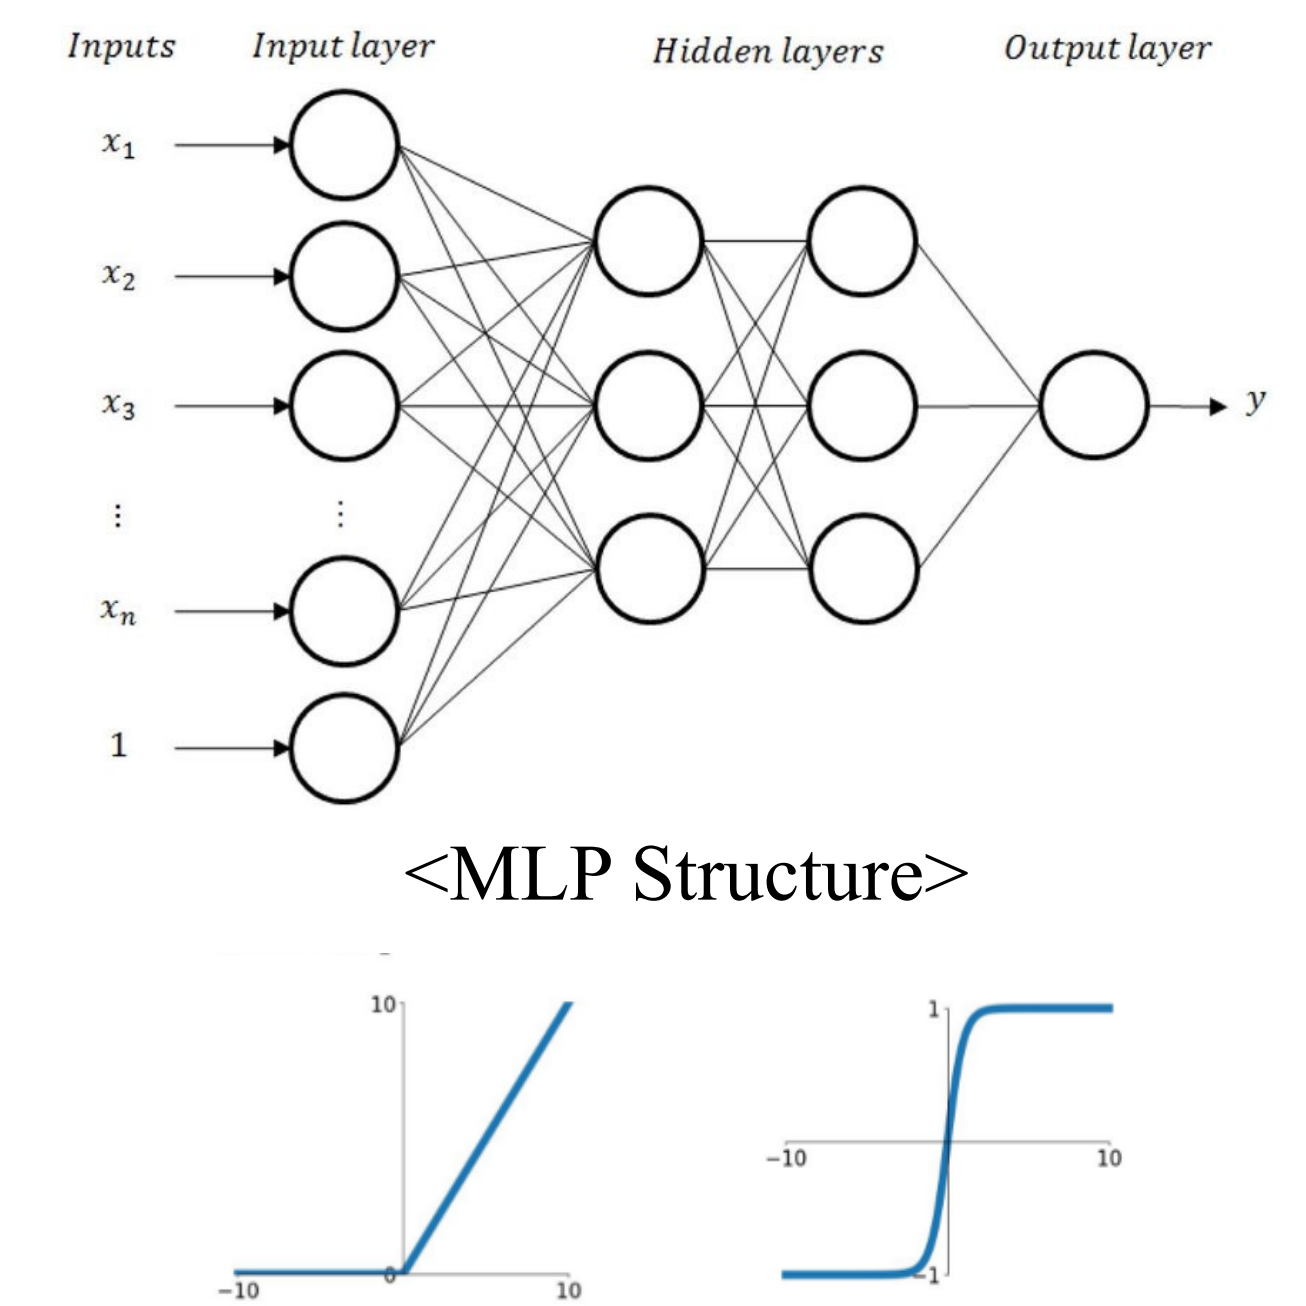 Inputs Input layer Hidden layers Output layer
x₁
x₂
x₃
⋮ ⋮
xₙ
1
y
<MLP Structure>
10
0
−10 10
1
−10 10
−1